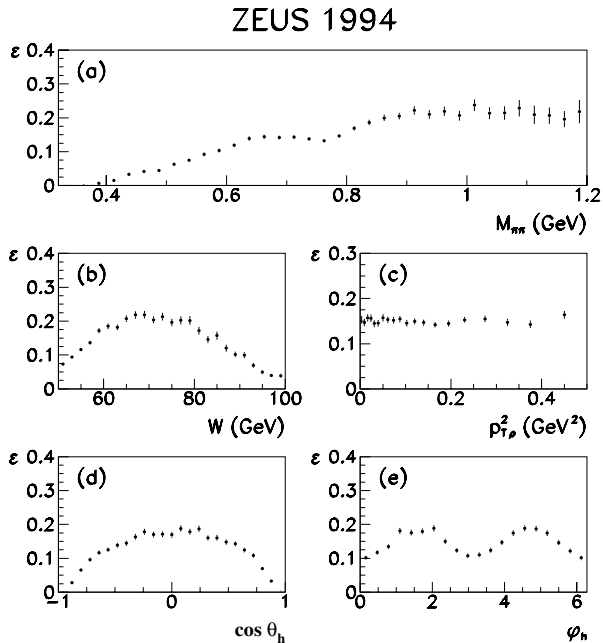 ZEUS 1994
ε 0.4 0.3 0.2 0.1 0
(a)
0.4 0.6 0.8 1 1.2
M_ππ (GeV)
ε 0.4 0.3 0.2 0.1 0
(b)
60 80 100
W (GeV)
ε 0.3 0.2 0.1 0
(c)
0 0.2 0.4
p²_Tρ (GeV²)
ε 0.4 0.3 0.2 0.1 0
(d)
−1 0 1
cos θ_h
ε 0.4 0.3 0.2 0.1 0
(e)
0 2 4 6
φ_h